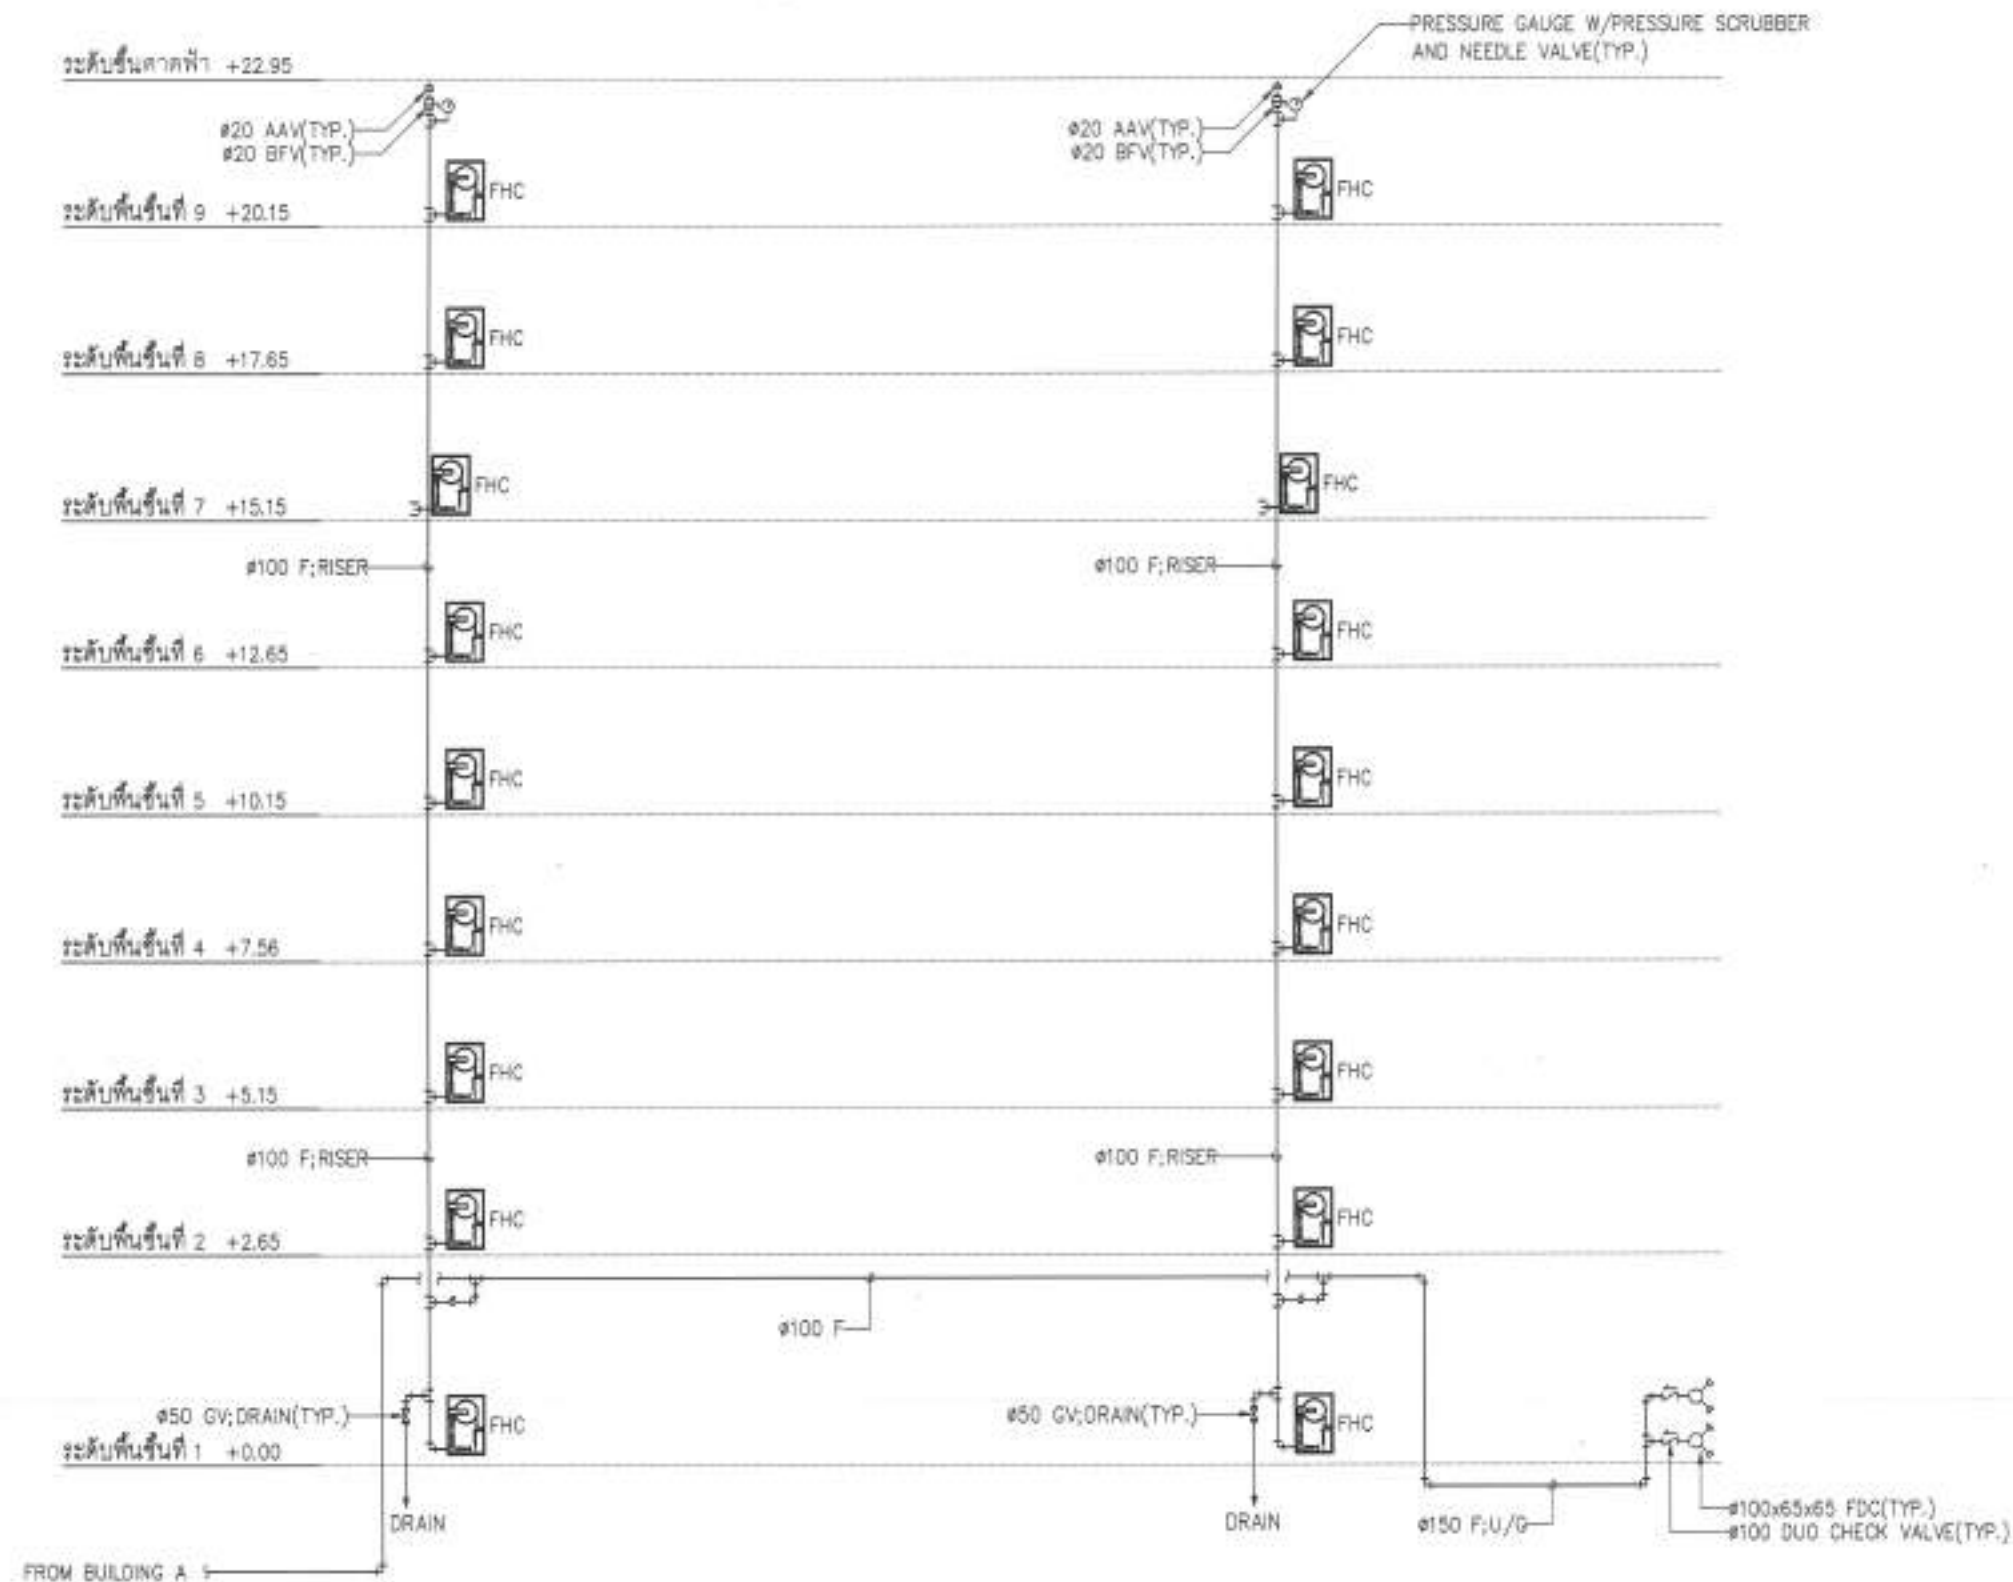 PRESSURE GAUGE W/PRESSURE SCRUBBER
AND NEEDLE VALVE(TYP.)
ระดับชั้นดาดฟ้า +22.95
ø20 AAV(TYP.)
ø20 BFV(TYP.)
ø20 AAV(TYP.)
ø20 BFV(TYP.)
FHC
FHC
ระดับพื้นชั้นที่ 9 +20.15
FHC
FHC
ระดับพื้นชั้นที่ 8 +17.65
FHC
FHC
ระดับพื้นชั้นที่ 7 +15.15
ø100 F;RISER
ø100 F;RISER
FHC
FHC
ระดับพื้นชั้นที่ 6 +12.65
FHC
FHC
ระดับพื้นชั้นที่ 5 +10.15
FHC
FHC
ระดับพื้นชั้นที่ 4 +7.56
FHC
FHC
ระดับพื้นชั้นที่ 3 +5.15
ø100 F;RISER
ø100 F;RISER
FHC
FHC
ระดับพื้นชั้นที่ 2 +2.65
ø100 F
ø50 GV;DRAIN(TYP.)
FHC
ø50 GV;DRAIN(TYP.)
FHC
ระดับพื้นชั้นที่ 1 +0.00
DRAIN
DRAIN
ø150 F;U/G
ø100x65x65 FDC(TYP.)
ø100 DUO CHECK VALVE(TYP.)
FROM BUILDING A